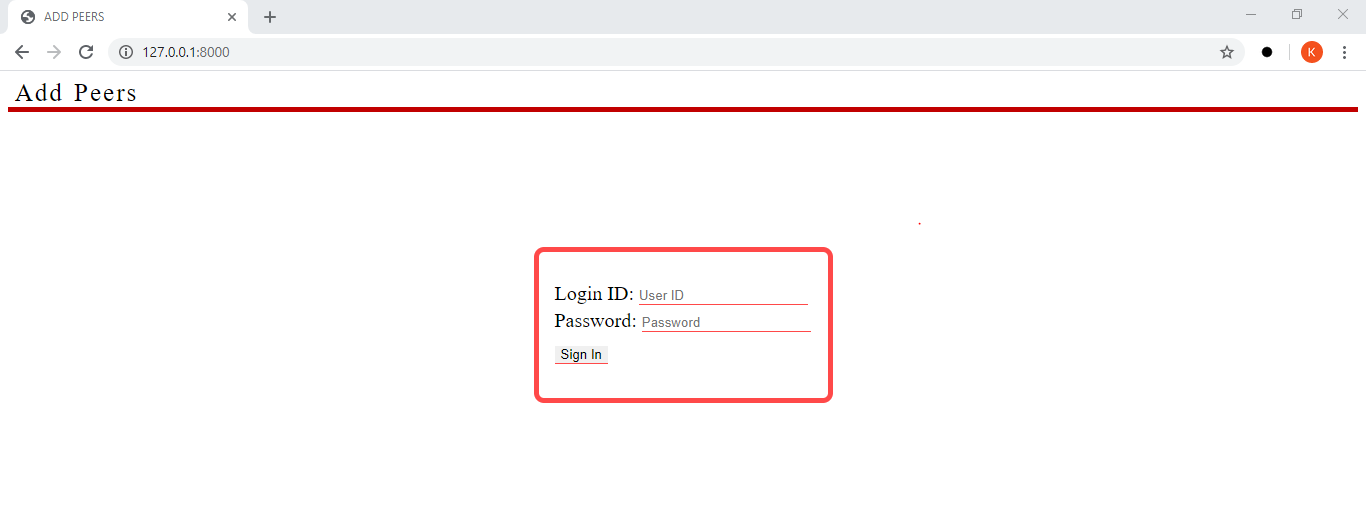 ADD PEERS
127.0.0.1:8000
K
Add Peers
Login ID: User ID
Password: Password
Sign In